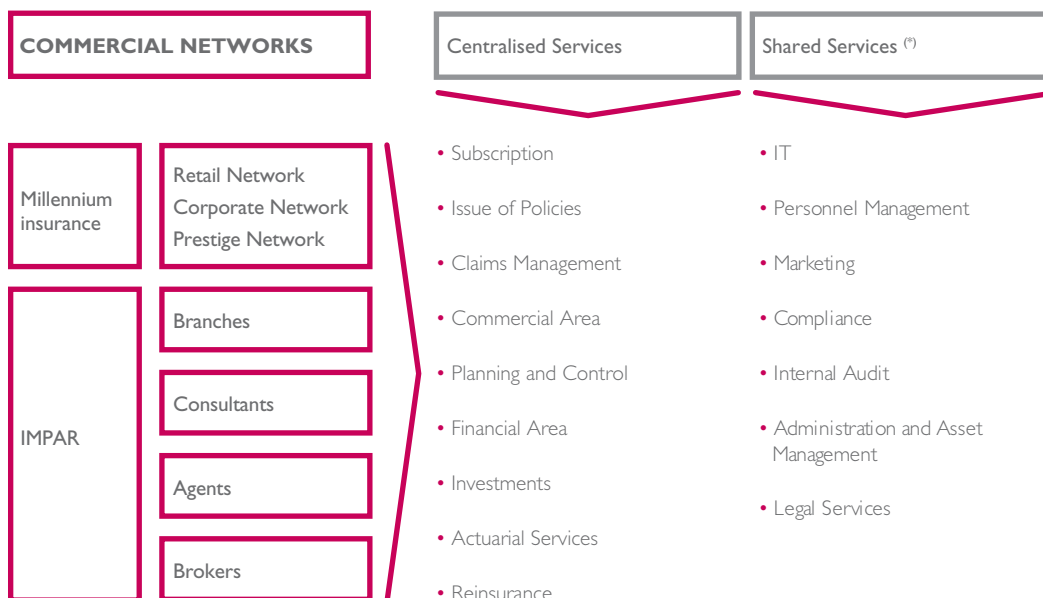 COMMERCIAL NETWORKS
Centralised Services
Shared Services (*)
Millennium
insurance
Retail Network
Corporate Network
Prestige Network
IMPAR
Branches
Consultants
Agents
Brokers
• Subscription
• Issue of Policies
• Claims Management
• Commercial Area
• Planning and Control
• Financial Area
• Investments
• Actuarial Services
• Reinsurance
• IT
• Personnel Management
• Marketing
• Compliance
• Internal Audit
• Administration and Asset
Management
• Legal Services